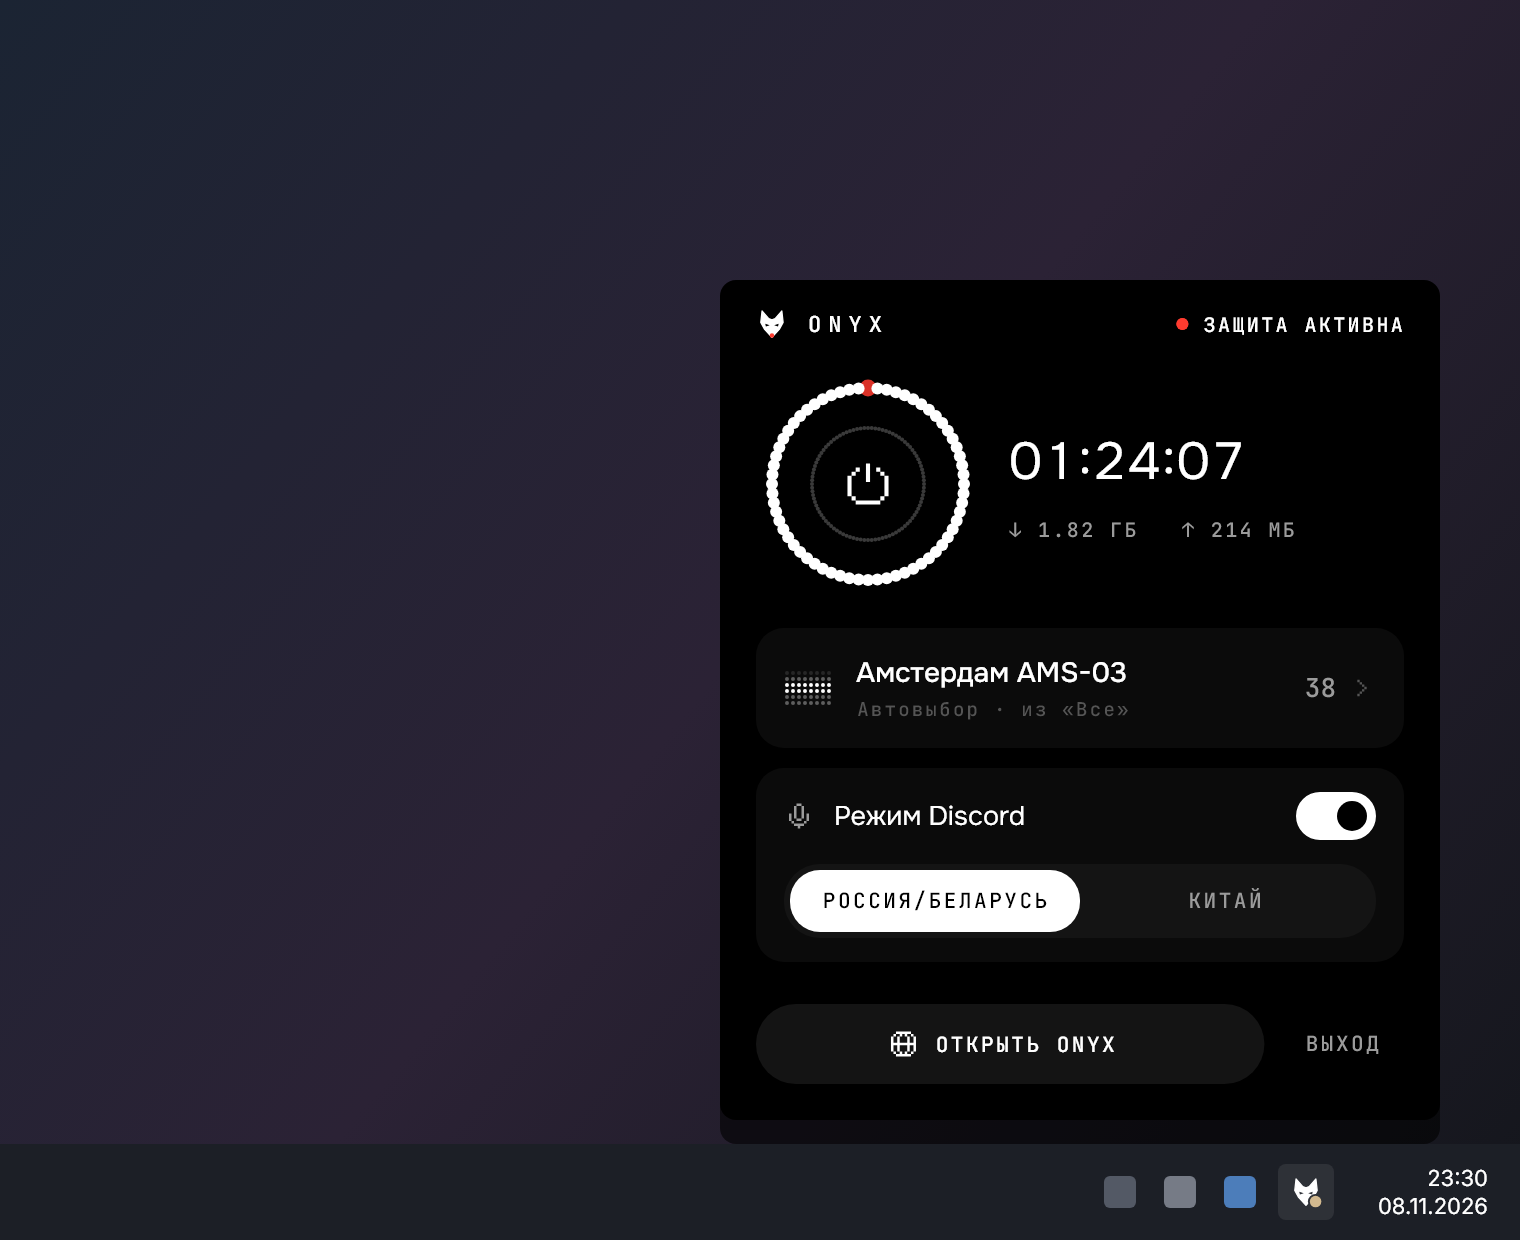 ONYX
ЗАЩИТА АКТИВНА
01:24:07
↓ 1.82 ГБ ↑ 214 МБ
Амстердам AMS-03
Автовыбор · из «Все»
38
Режим Discord
РОССИЯ/БЕЛАРУСЬ
КИТАЙ
ОТКРЫТЬ ONYX
ВЫХОД
23:30
08.11.2026